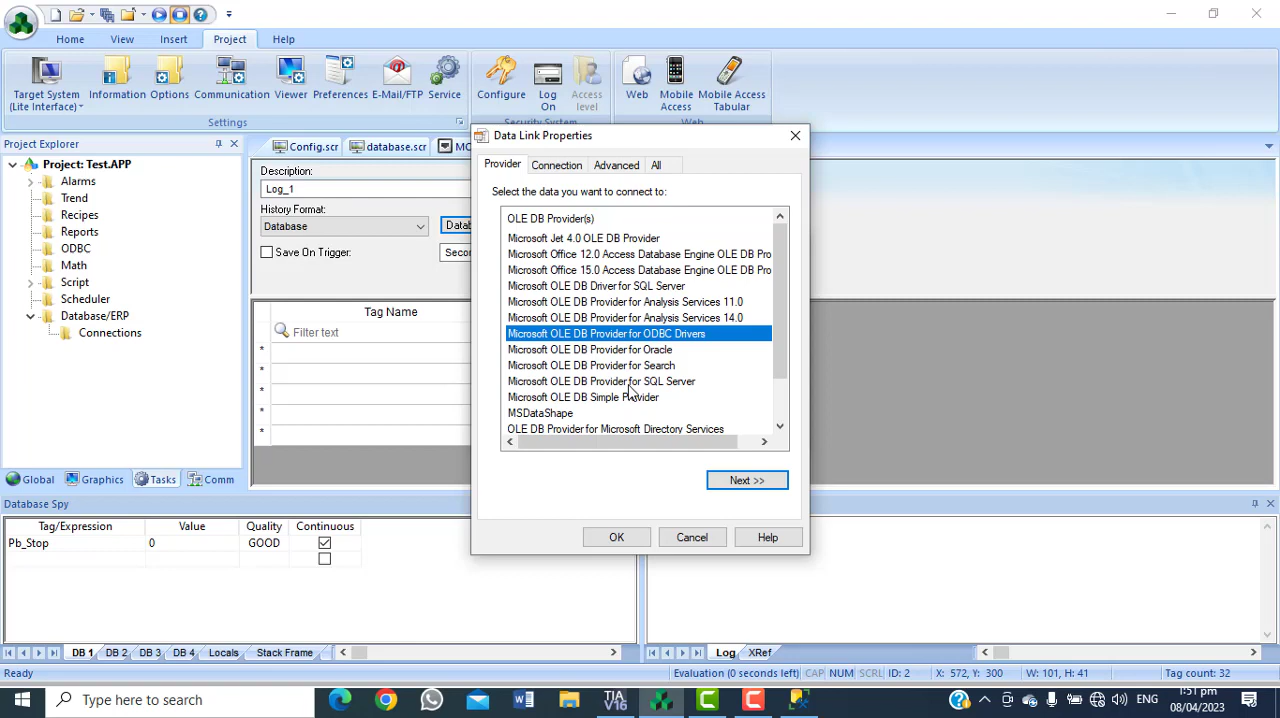 Home View Insert Project Help
Target System (Lite Interface) Information Options Communication Viewer Preferences E-Mail/FTP Service Configure Log On Access level Web Mobile Access Mobile Access Tabular
Settings Security System Web
Project Explorer
Project: Test.APP
Alarms
Trend
Recipes
Reports
ODBC
Math
Script
Scheduler
Database/ERP
Connections
Global Graphics Tasks Comm
Config.scr database.scr
Description:
Log_1
History Format:
Database
Save On Trigger:
Tag Name
Filter text
*
*
*
*
*
Data Link Properties
Provider Connection Advanced All
Select the data you want to connect to:
OLE DB Provider(s)
Microsoft Jet 4.0 OLE DB Provider
Microsoft Office 12.0 Access Database Engine OLE DB Pro
Microsoft Office 15.0 Access Database Engine OLE DB Pro
Microsoft OLE DB Driver for SQL Server
Microsoft OLE DB Provider for Analysis Services 11.0
Microsoft OLE DB Provider for Analysis Services 14.0
Microsoft OLE DB Provider for ODBC Drivers
Microsoft OLE DB Provider for Oracle
Microsoft OLE DB Provider for Search
Microsoft OLE DB Provider for SQL Server
Microsoft OLE DB Simple Provider
MSDataShape
OLE DB Provider for Microsoft Directory Services
Next >>
OK Cancel Help
Database Spy
Tag/Expression Value Quality Continuous
Pb_Stop 0 GOOD
DB 1 DB 2 DB 3 DB 4 Locals Stack Frame
Log XRef
Ready Evaluation (0 seconds left) CAP NUM SCRL ID: 2 X: 572, Y: 300 W: 101, H: 41 Tag count: 32
Type here to search
TIA V16
ENG
1:51 pm
08/04/2023